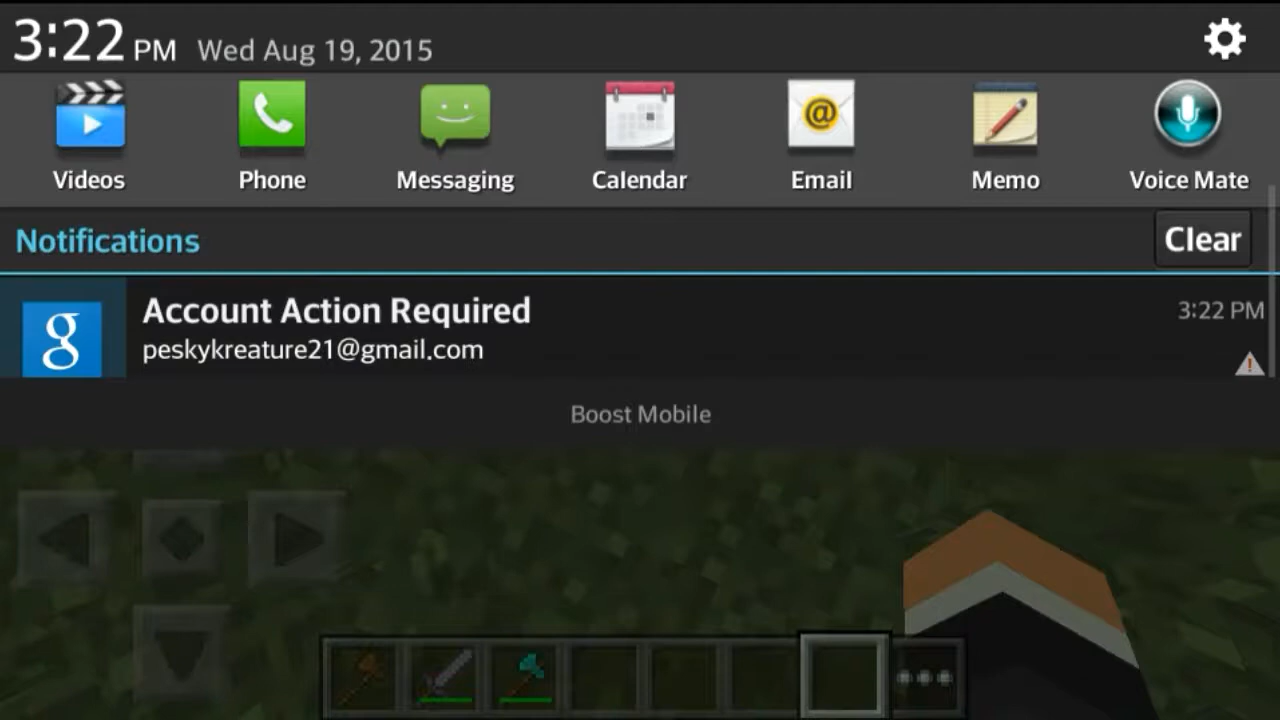 3:22 PM Wed Aug 19, 2015
Videos Phone Messaging Calendar Email Memo Voice Mate
Notifications Clear
g Account Action Required 3:22 PM
peskykreature21@gmail.com
Boost Mobile